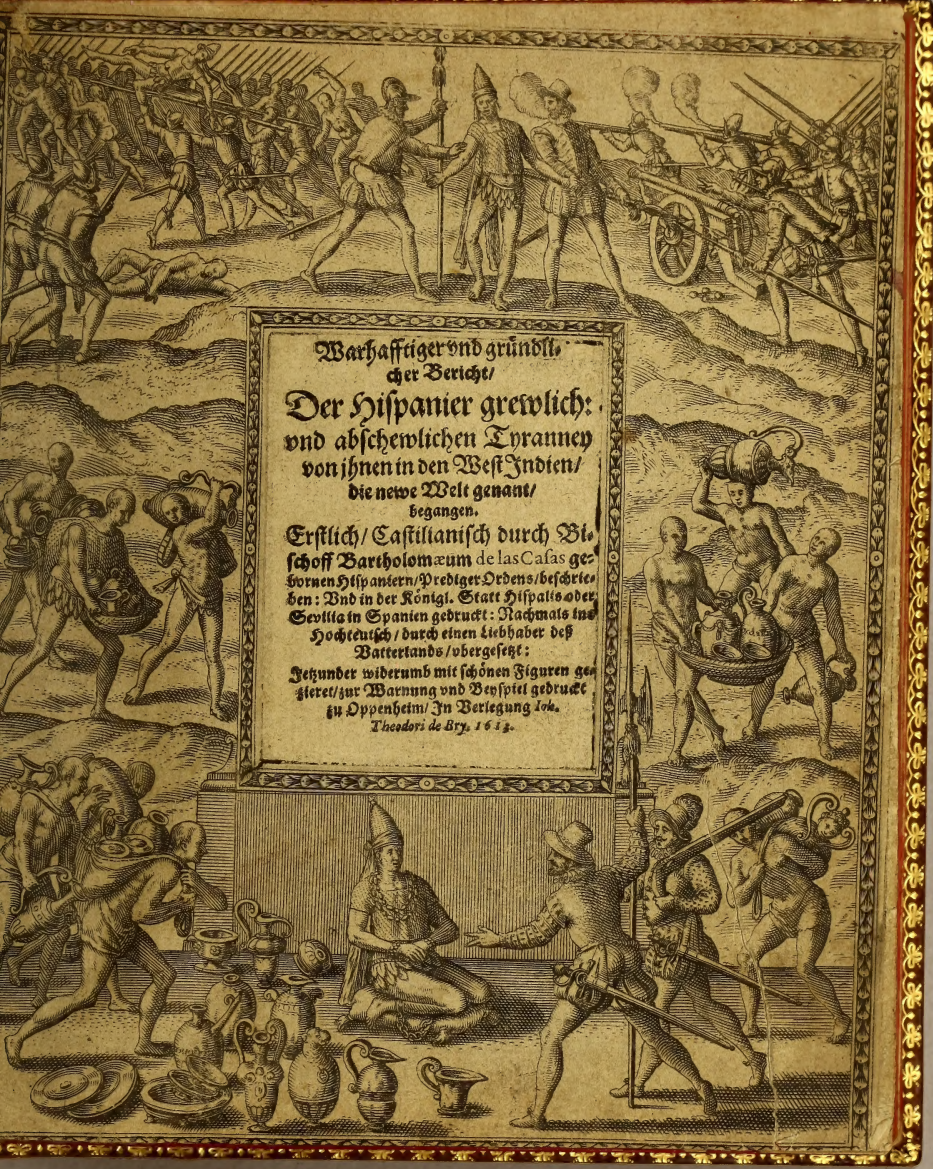 Warhafftiger vnd gründli-
cher Bericht/
Der Hispanier grewlich:
vnd abschewlichen Tyranney
von jhnen in den West Indien/
die newe Welt genant/
begangen.
Erstlich/ Castilianisch durch Bi-
schoff Bartholomæum de las Casas ge-
bornen Hispaniern/ Prediger Ordens/ beschrie-
ben: Vnd in der Königl. Statt Hispalis oder
Sevilia in Spanien gedruckt: Nachmals ins
Hochteutsch/ durch einen Liebhaber deß
Vatterlands/ vbergesetzt:
Jetzunder widerumb mit schönen Figuren ge-
zieret/ zur Warnung vnd Beyspiel gedruckt
zu Oppenheim/ In Verlegung Joh.
Theodori de Bry. 1613.